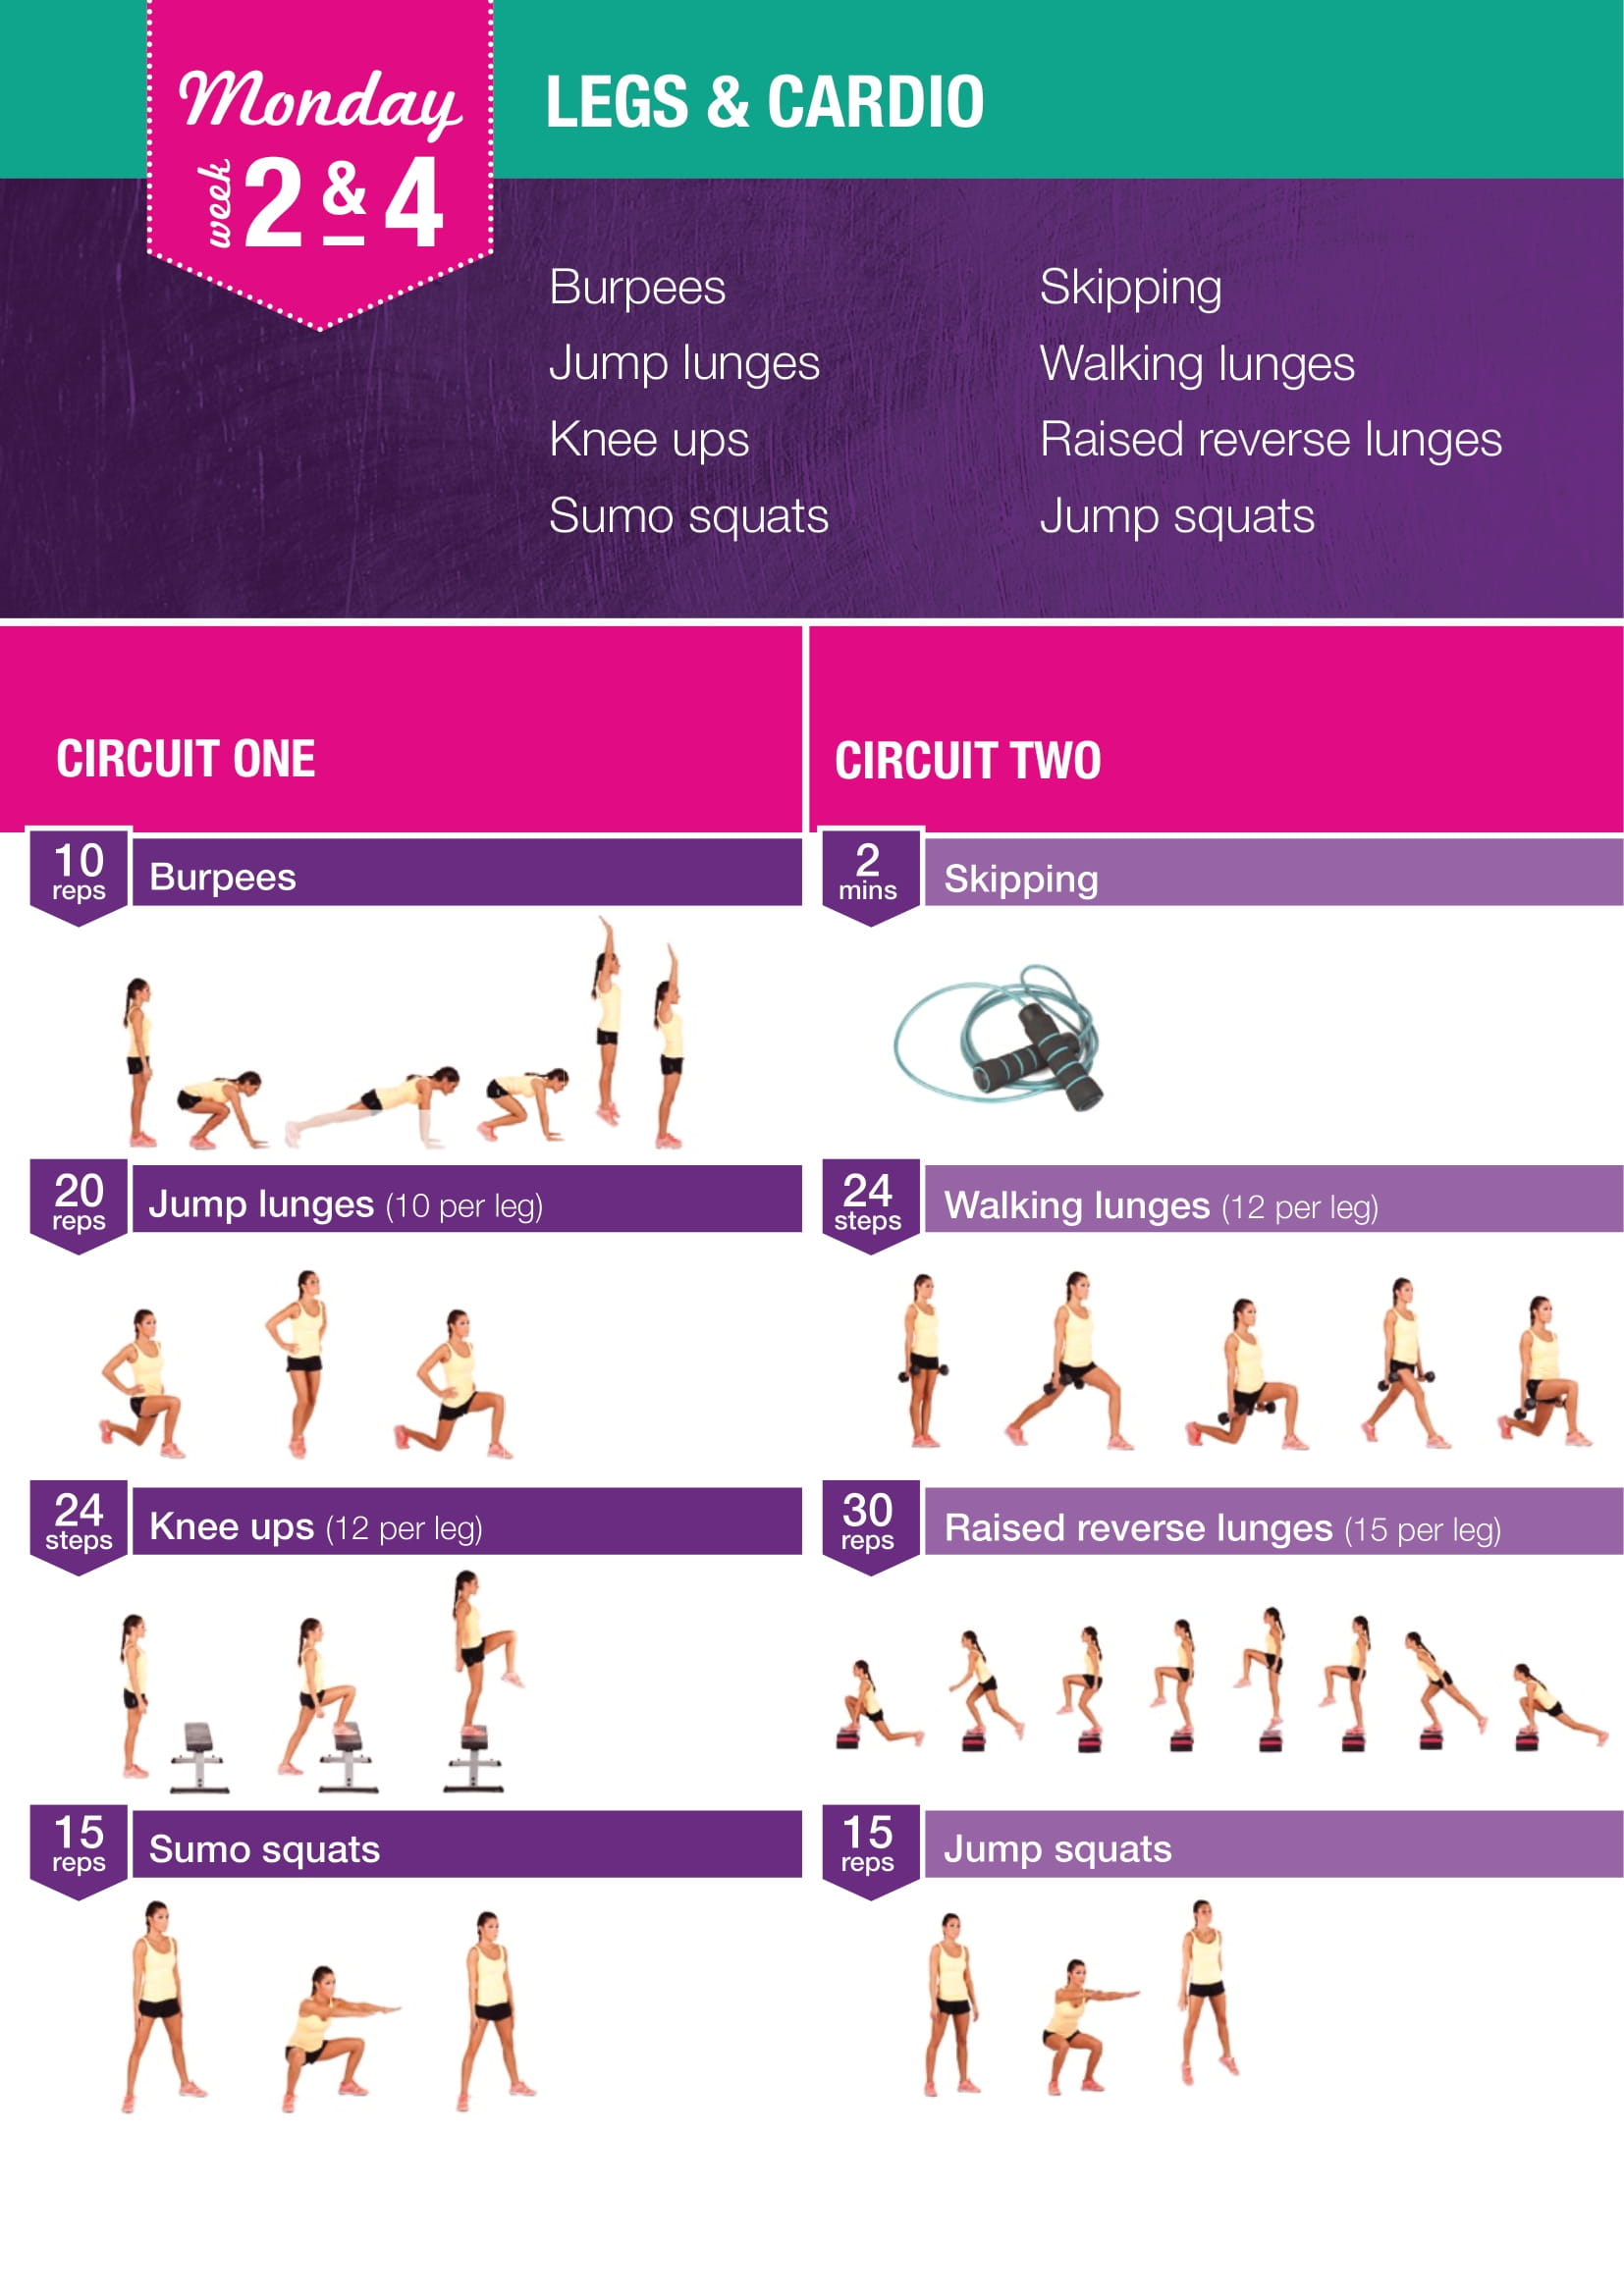 Monday
week 2 & 4
LEGS & CARDIO
Burpees
Jump lunges
Knee ups
Sumo squats
Skipping
Walking lunges
Raised reverse lunges
Jump squats
CIRCUIT ONE
10 reps
Burpees
20 reps
Jump lunges (10 per leg)
24 steps
Knee ups (12 per leg)
15 reps
Sumo squats
CIRCUIT TWO
2 mins
Skipping
24 steps
Walking lunges (12 per leg)
30 reps
Raised reverse lunges (15 per leg)
15 reps
Jump squats